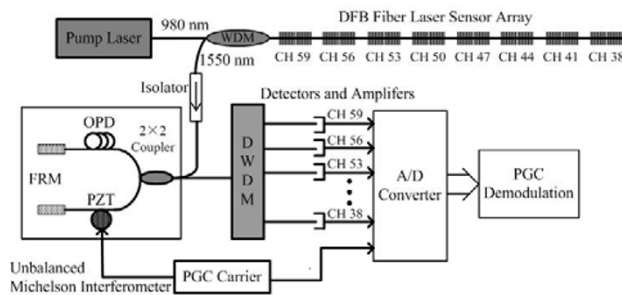 DFB Fiber Laser Sensor Array
980 nm
Pump Laser
WDM
1550 nm
CH 59 CH 56 CH 53 CH 50 CH 47 CH 44 CH 41 CH 38
Isolator
Detectors and Amplifers
OPD
2×2
Coupler
FRM
PZT
DWDM
CH 59
CH 56
CH 53
CH 38
A/D
Converter
PGC
Demodulation
Unbalanced
Michelson Interferometer
PGC Carrier